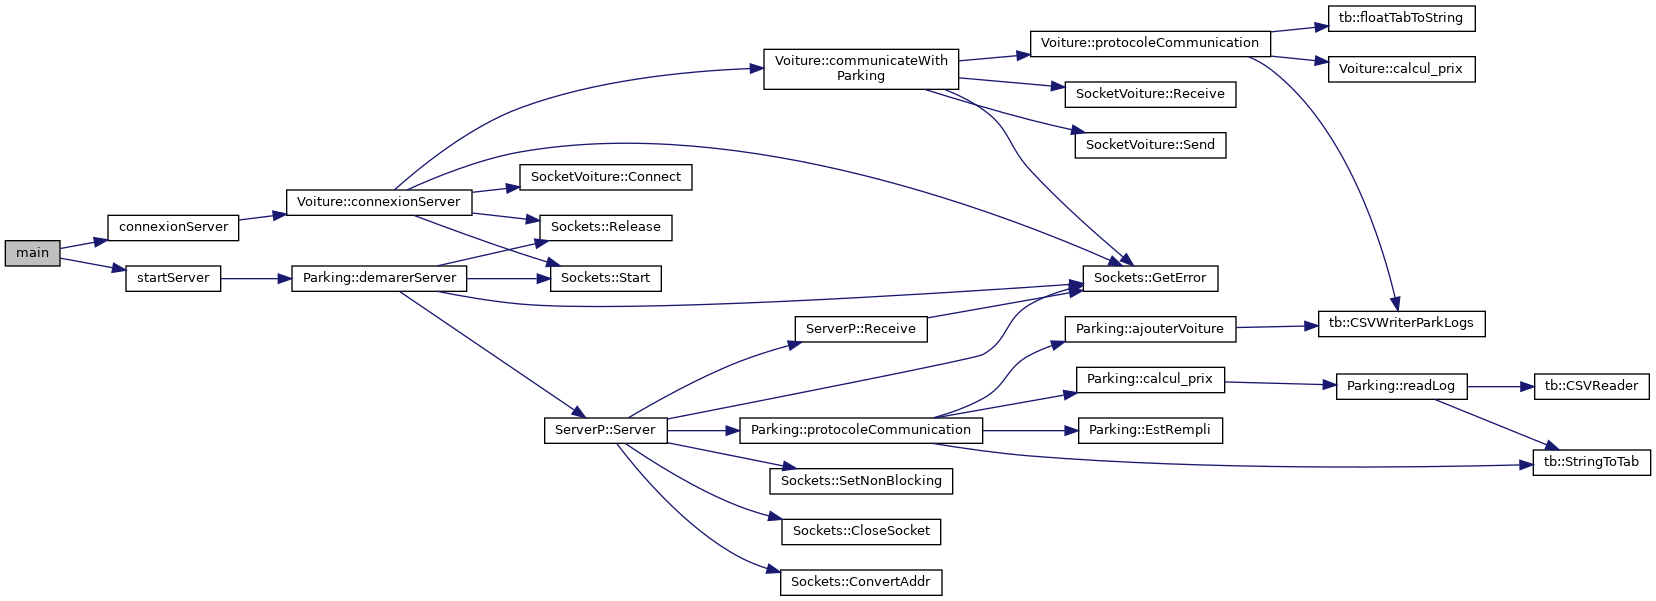 main
connexionServer
startServer
Voiture::connexionServer
Parking::demarerServer
Voiture::communicateWith
Parking
SocketVoiture::Connect
Sockets::Release
Sockets::Start
ServerP::Server
Voiture::protocoleCommunication
SocketVoiture::Receive
SocketVoiture::Send
Sockets::GetError
ServerP::Receive
Parking::protocoleCommunication
Sockets::SetNonBlocking
Sockets::CloseSocket
Sockets::ConvertAddr
tb::floatTabToString
Voiture::calcul_prix
tb::CSVWriterParkLogs
Parking::ajouterVoiture
Parking::calcul_prix
Parking::EstRempli
Parking::readLog
tb::CSVReader
tb::StringToTab